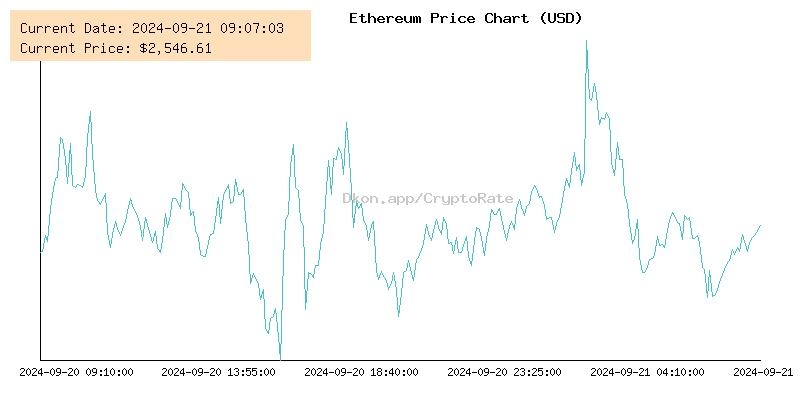 Ethereum Price Chart (USD)
Current Date: 2024-09-21 09:07:03
Current Price: $2,546.61
Dkon.app/CryptoRate
2024-09-20 09:10:00 2024-09-20 13:55:00 2024-09-20 18:40:00 2024-09-20 23:25:00 2024-09-21 04:10:00 2024-09-21